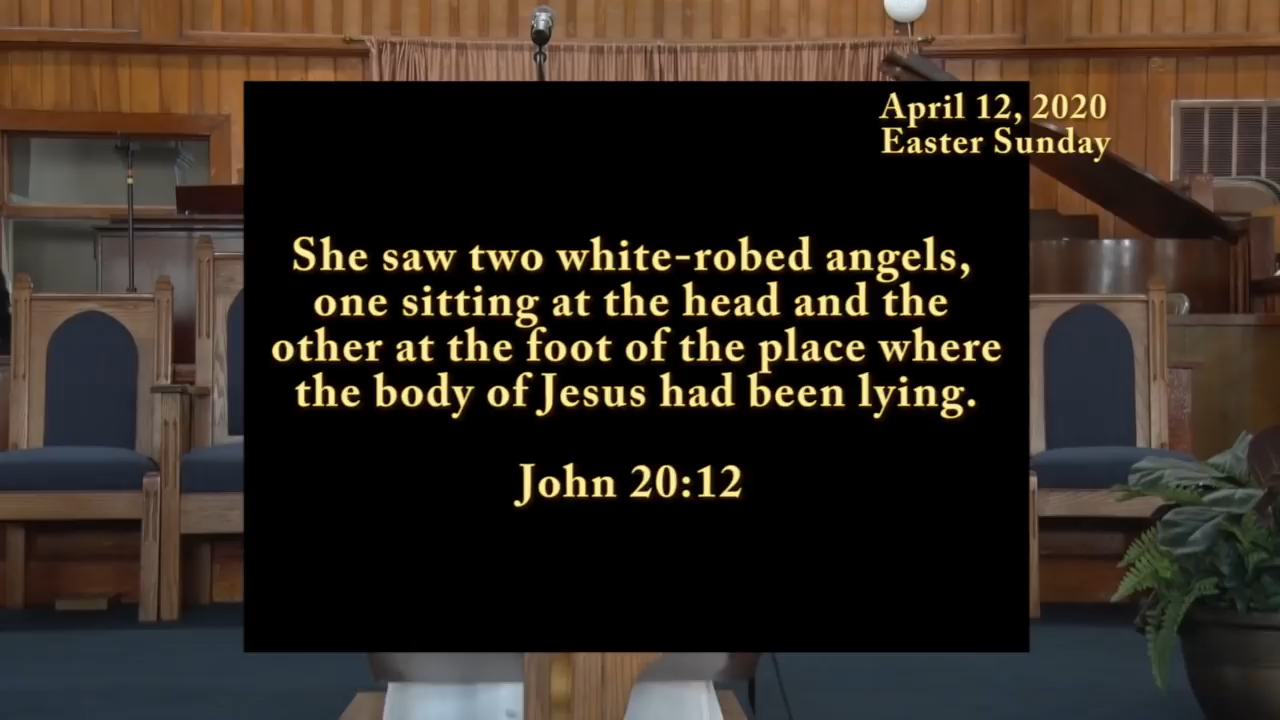 April 12, 2020
Easter Sunday
She saw two white-robed angels,
one sitting at the head and the
other at the foot of the place where
the body of Jesus had been lying.
John 20:12